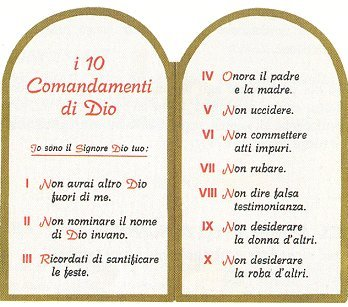 i 10
Comandamenti
di Dio
Io sono il Signore Dio tuo:
I Non avrai altro Dio
fuori di me.
II Non nominare il nome
di Dio invano.
III Ricordati di santificare
le feste.
IV Onora il padre
e la madre.
V Non uccidere.
VI Non commettere
atti impuri.
VII Non rubare.
VIII Non dire falsa
testimonianza.
IX Non desiderare
la donna d'altri.
X Non desiderare
la roba d'altri.